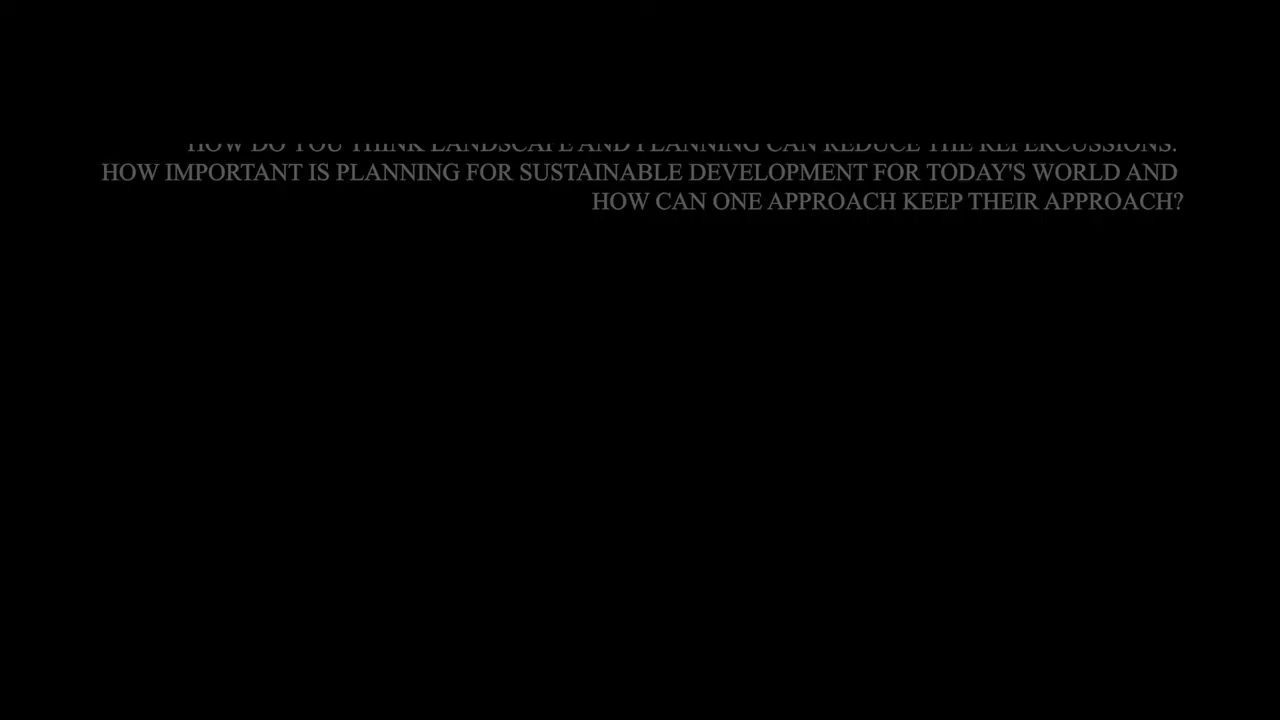 HOW DO YOU THINK LANDSCAPE AND PLANNING CAN REDUCE THE REPERCUSSIONS.
HOW IMPORTANT IS PLANNING FOR SUSTAINABLE DEVELOPMENT FOR TODAY'S WORLD AND
HOW CAN ONE APPROACH KEEP THEIR APPROACH?